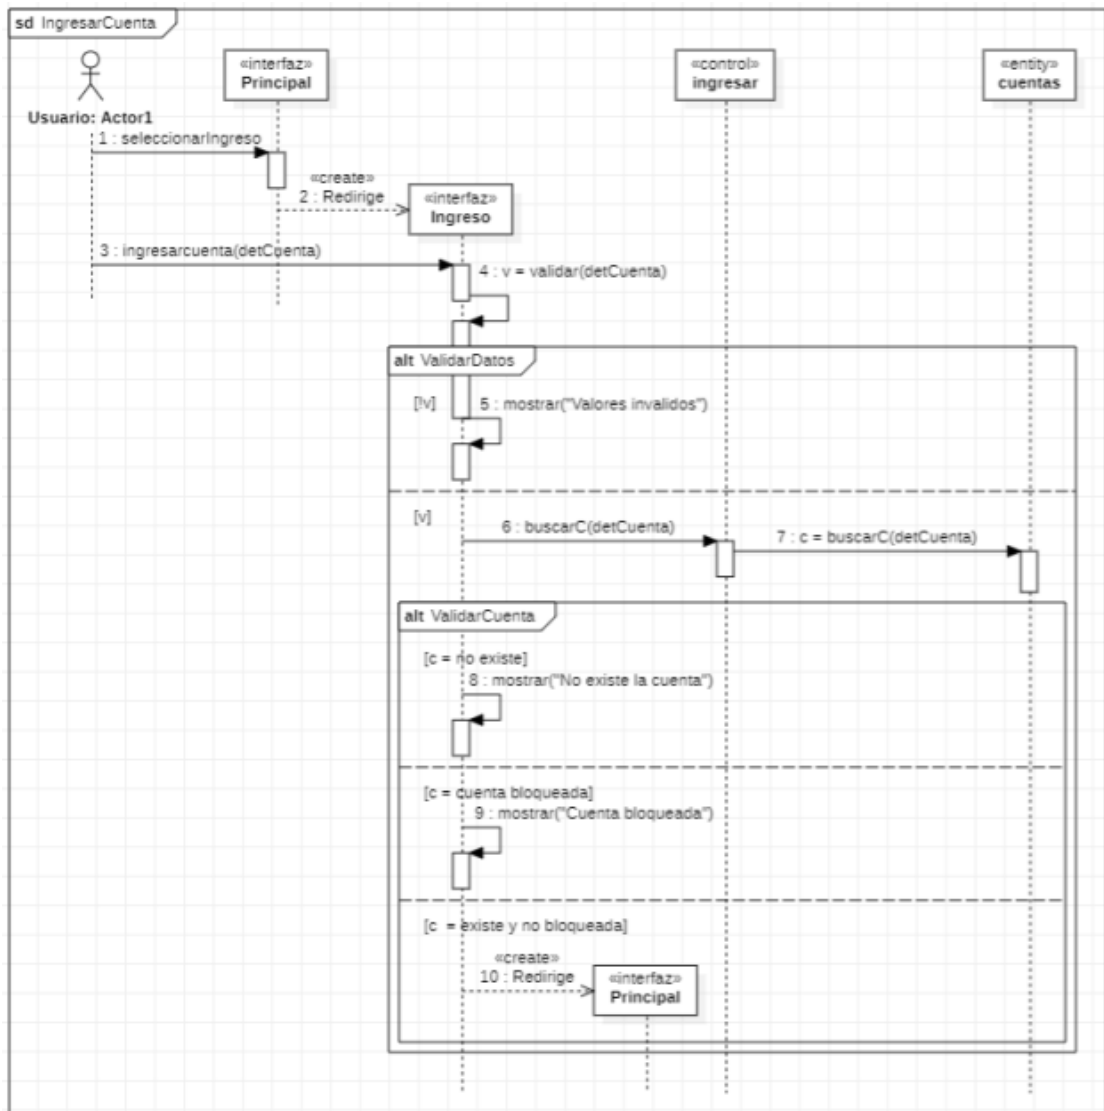 sd IngresarCuenta
«interfaz»
Principal
«control»
ingresar
«entity»
cuentas
Usuario: Actor1
1 : seleccionarIngreso
«create»
2 : Redirige
«interfaz»
Ingreso
3 : ingresarcuenta(detCuenta)
4 : v = validar(detCuenta)
alt ValidarDatos
[!v]
5 : mostrar("Valores invalidos")
[v]
6 : buscarC(detCuenta)
7 : c = buscarC(detCuenta)
alt ValidarCuenta
[c = no existe]
8 : mostrar("No existe la cuenta")
[c = cuenta bloqueada]
9 : mostrar("Cuenta bloqueada")
[c  = existe y no bloqueada]
«create»
10 : Redirige
«interfaz»
Principal